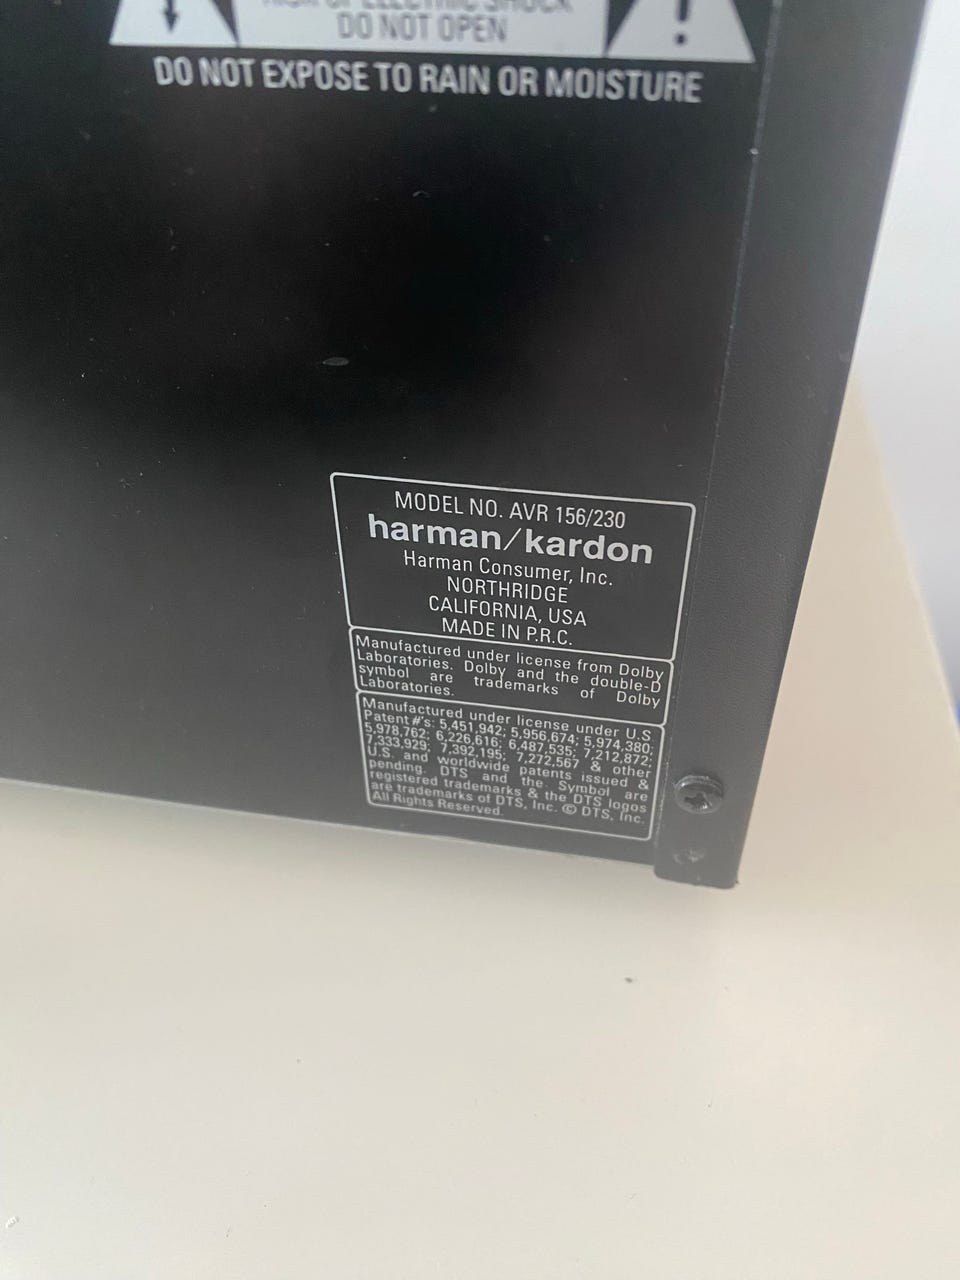 RISK OF ELECTRIC SHOCK
DO NOT OPEN
DO NOT EXPOSE TO RAIN OR MOISTURE
MODEL NO. AVR 156/230
harman/kardon
Harman Consumer, Inc.
NORTHRIDGE
CALIFORNIA, USA
MADE IN P.R.C.
Manufactured under license from Dolby
Laboratories. Dolby and the double-D
symbol are trademarks of Dolby
Laboratories.
Manufactured under license under U.S
Patent #'s: 5,451,942; 5,956,674; 5,974,380;
5,978,762; 6,226,616; 6,487,535; 7,212,872;
7,333,929; 7,392,195; 7,272,567 & other
U.S. and worldwide patents issued &
pending. DTS and the Symbol are
registered trademarks & the DTS logos
are trademarks of DTS, Inc. © DTS, Inc.
All Rights Reserved.